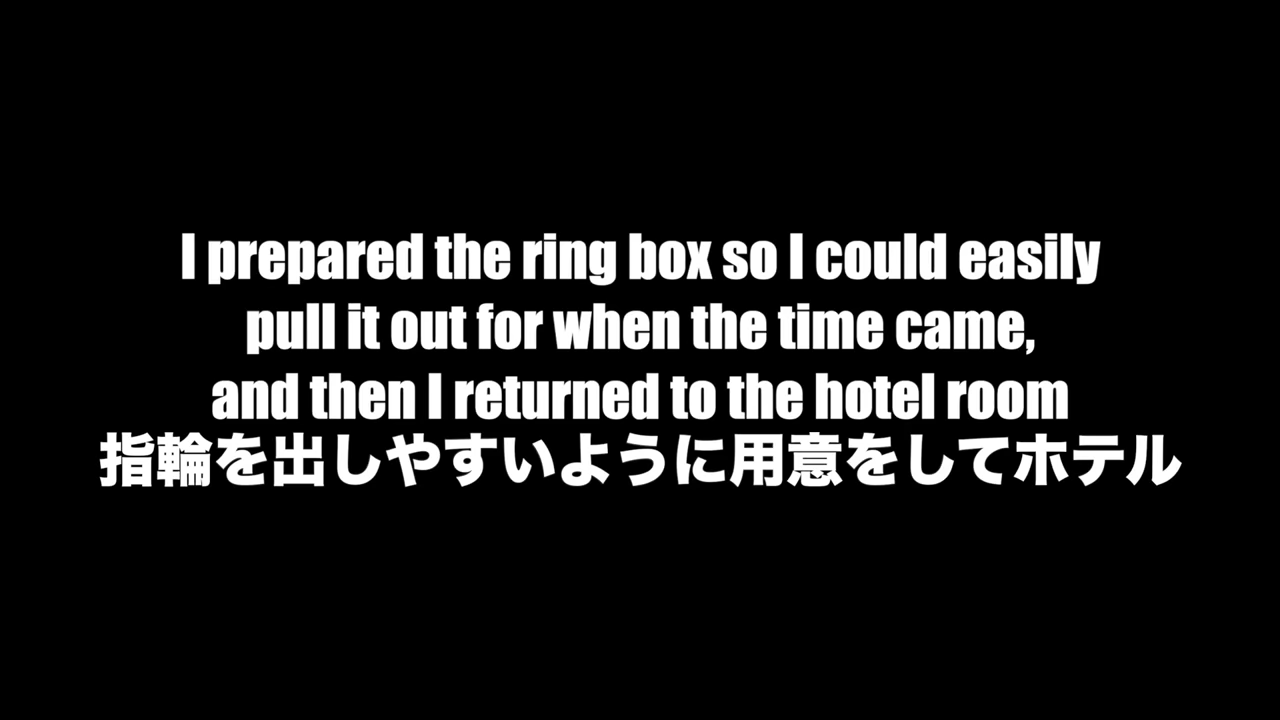 I prepared the ring box so I could easily
pull it out for when the time came,
and then I returned to the hotel room
指輪を出しやすいように用意をしてホテル